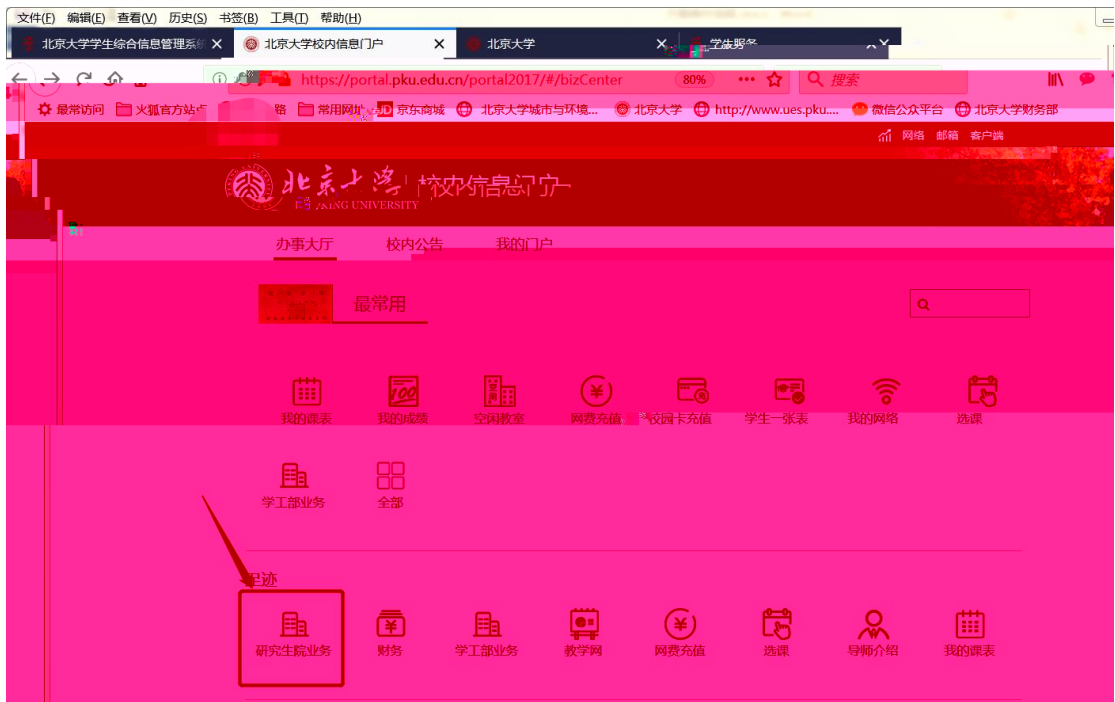 文件(F) 编辑(E) 查看(V) 历史(S) 书签(B) 工具(T) 帮助(H)
北京大学学生综合信息管理系统 北京大学校内信息门户 北京大学
https://portal.pku.edu.cn/portal2017/#/bizCenter 80% 搜索
最常访问 火狐官方站点 常用网址 JD 京东商城 北京大学城市与环境... 北京大学 http://www.ues.pku.... 微信公众平台 北京大学财务部
网络 邮箱 客户端
北京大学 校内信息门户
UNIVERSITY
办事大厅 校内公告 我的门户
最常用
我的课表 我的成绩 空闲教室 网费充值 校园卡充值 学生一张表 我的网络 选课
学工部业务 全部
足迹
研究生院业务 财务 学工部业务 教学网 网费充值 选课 导师介绍 我的课表